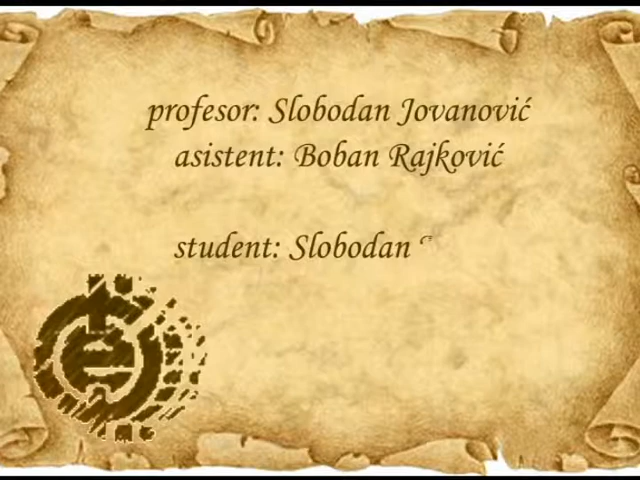 profesor: Slobodan Jovanović
asistent: Boban Rajković
student: Slobodan